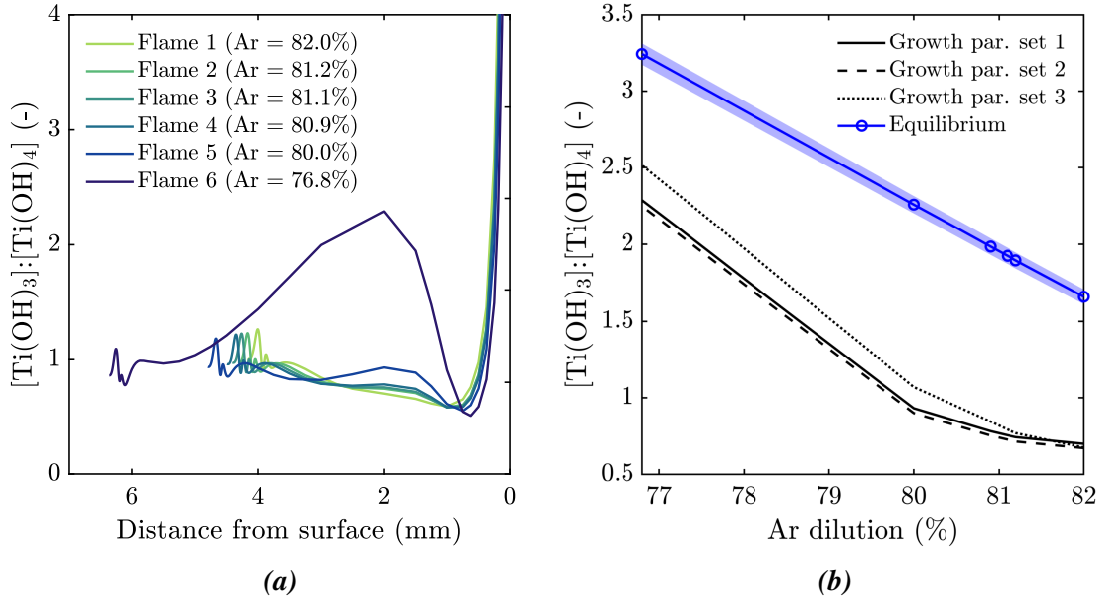 [Ti(OH)_3]:[Ti(OH)_4] (-)
4
3
2
1
0
Flame 1 (Ar = 82.0%)
Flame 2 (Ar = 81.2%)
Flame 3 (Ar = 81.1%)
Flame 4 (Ar = 80.9%)
Flame 5 (Ar = 80.0%)
Flame 6 (Ar = 76.8%)
6 4 2 0
Distance from surface (mm)
(a)
[Ti(OH)_3]:[Ti(OH)_4] (-)
3.5
3
2.5
2
1.5
1
0.5
Growth par. set 1
Growth par. set 2
Growth par. set 3
Equilibrium
77 78 79 80 81 82
Ar dilution (%)
(b)